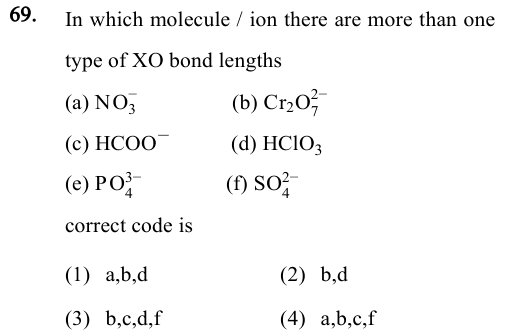 69. In which molecule / ion there are more than one
type of XO bond lengths
(a) NO₃⁻ (b) Cr₂O₇²⁻
(c) HCOO⁻ (d) HClO₃
(e) PO₄³⁻ (f) SO₄²⁻
correct code is
(1) a,b,d (2) b,d
(3) b,c,d,f (4) a,b,c,f